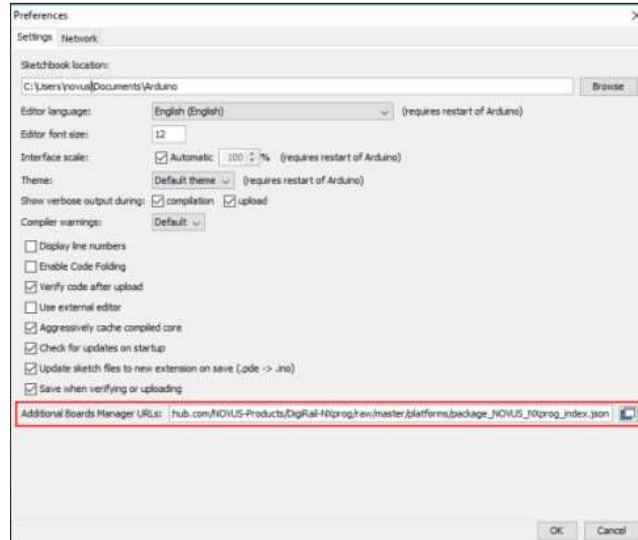 Preferences
Settings Network
Sketchbook location:
C:\Users\novus\Documents\Arduino Browse
Editor language: English (English) (requires restart of Arduino)
Editor font size: 12
Interface scale: Automatic 100 % (requires restart of Arduino)
Theme: Default theme (requires restart of Arduino)
Show verbose output during: compilation upload
Compiler warnings: Default
Display line numbers
Enable Code Folding
Verify code after upload
Use external editor
Aggressively cache compiled core
Check for updates on startup
Update sketch files to new extension on save (.pde -> .ino)
Save when verifying or uploading
Additional Boards Manager URLs: hub.com/NOVUS-Products/DigiRail-NXprog/raw/master/platforms/package_NOVUS_NXprog_index.json
OK Cancel